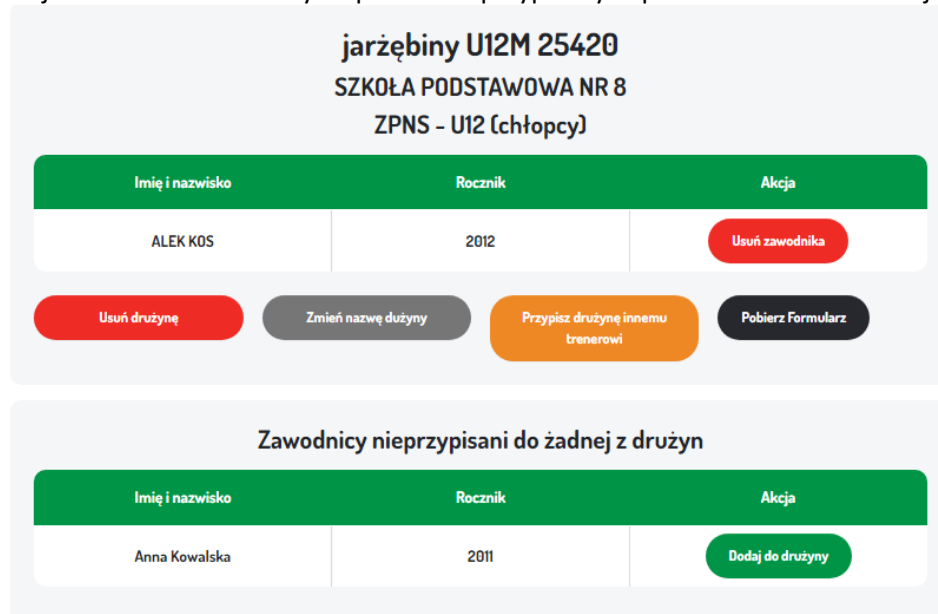 jarzębiny U12M 25420
SZKOŁA PODSTAWOWA NR 8
ZPNS - U12 (chłopcy)
Imię i nazwisko Rocznik Akcja
ALEK KOS 2012 Usuń zawodnika
Usuń drużynę Zmień nazwę dużyny Przypisz drużynę innemu trenerowi Pobierz Formularz
Zawodnicy nieprzypisani do żadnej z drużyn
Imię i nazwisko Rocznik Akcja
Anna Kowalska 2011 Dodaj do drużyny